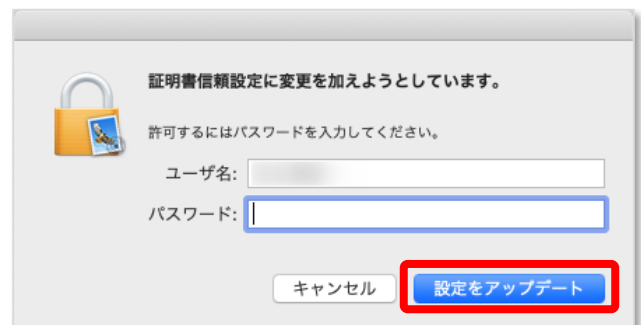 証明書信頼設定に変更を加えようとしています。
許可するにはパスワードを入力してください。
ユーザ名:
パスワード:
キャンセル 設定をアップデート